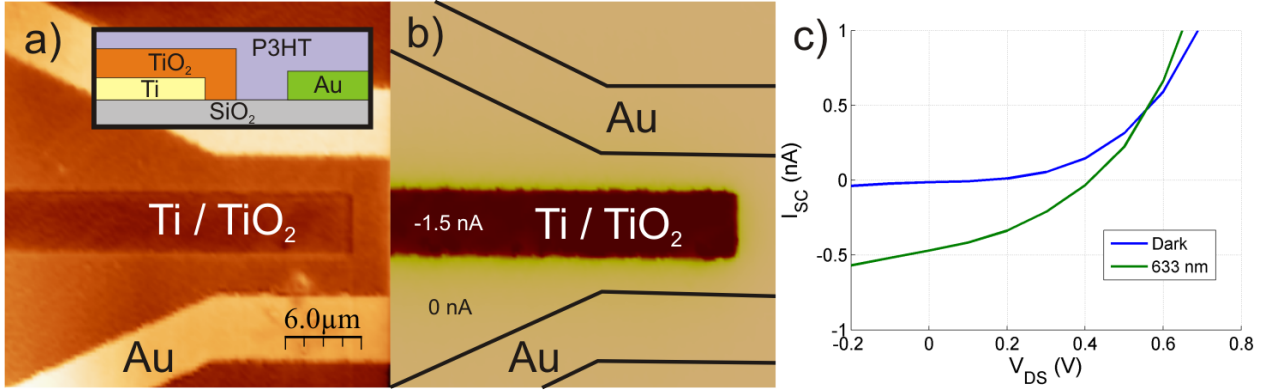 a)
P3HT
TiO2
Ti
Au
SiO2
Ti / TiO2
6.0µm
Au
b)
Au
-1.5 nA
Ti / TiO2
0 nA
Au
c)
1
0.5
0
-0.5
-1
ISC (nA)
Dark
633 nm
-0.2
0
0.2
0.4
0.6
0.8
VDS (V)